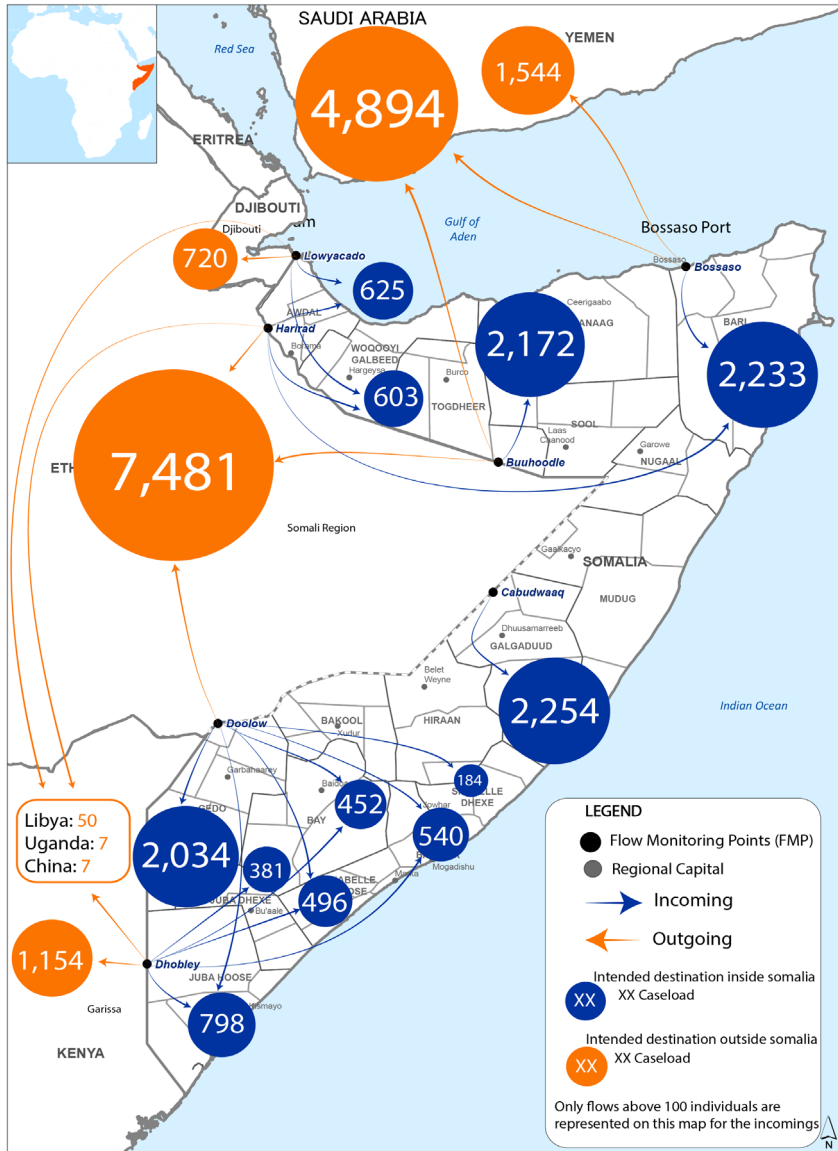 SAUDI ARABIA
YEMEN
Red Sea
4,894
1,544
ERITREA
DJIBOUTI
Djibouti
am
Gulf of
Aden
Bossaso Port
720
Lowyacado
Bossaso
Bossaso
625
Ceerigaabo
AWDAL
ANAAG
BARI
Harirad
Borama
WOQOOYI
GALBEED
Hargeysa
2,172
2,233
Burco
603
TOGDHEER
SOOL
Laas
Caanood
Garowe
NUGAAL
ETH
7,481
Buuhoodle
Somali Region
Gaalkacyo
SOMALIA
Cabudwaaq
MUDUG
Dhuusamarreeb
GALGADUUD
Belet
Weyne
2,254
Indian Ocean
Doolow
BAKOOL
Xudur
HIRAAN
Garbahaarey
Baidoa
184
DHEXE
GEDO
452
Jowhar
BAY
Libya: 50
Uganda: 7
China: 7
2,034
540
Mogadishu
381
Marka
JUBA DHEXE
Bu'aale
496
1,154
Dhobley
JUBA HOOSE
Garissa
Kismayo
798
KENYA
LEGEND
Flow Monitoring Points (FMP)
Regional Capital
Incoming
Outgoing
Intended destination inside somalia
XX XX Caseload
Intended destination outside somalia
XX XX Caseload
Only flows above 100 individuals are
represented on this map for the incomings
N